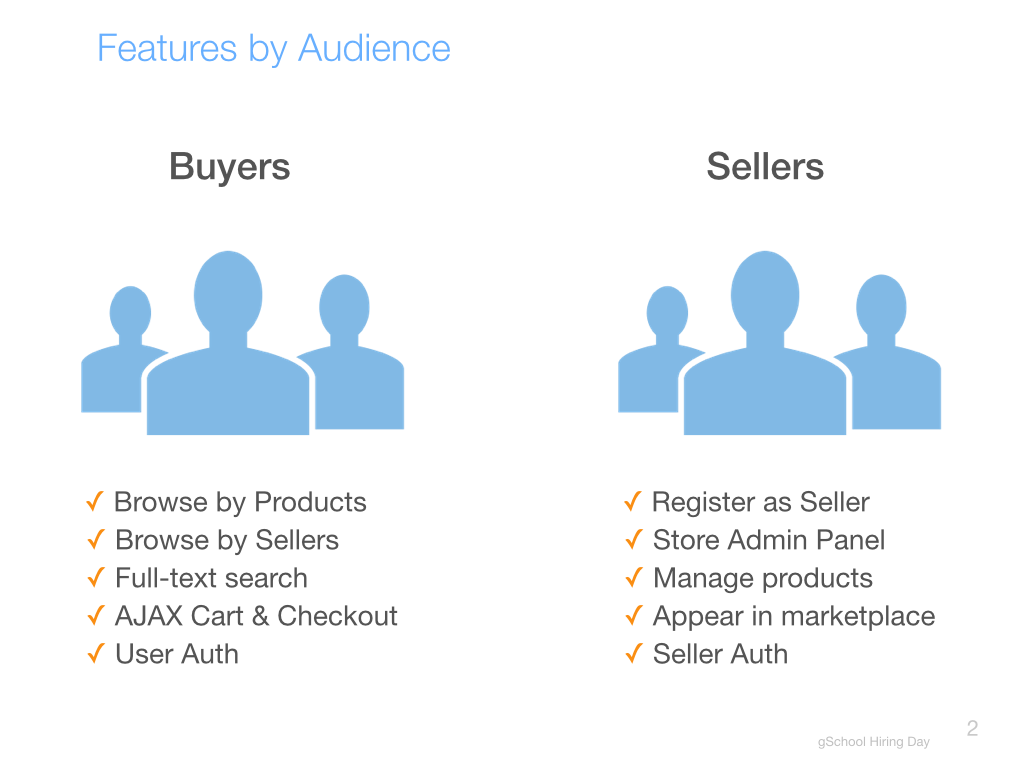 Features by Audience
Buyers
Sellers
✓ Browse by Products
✓ Browse by Sellers
✓ Full-text search
✓ AJAX Cart & Checkout
✓ User Auth
✓ Register as Seller
✓ Store Admin Panel
✓ Manage products
✓ Appear in marketplace
✓ Seller Auth
gSchool Hiring Day
2